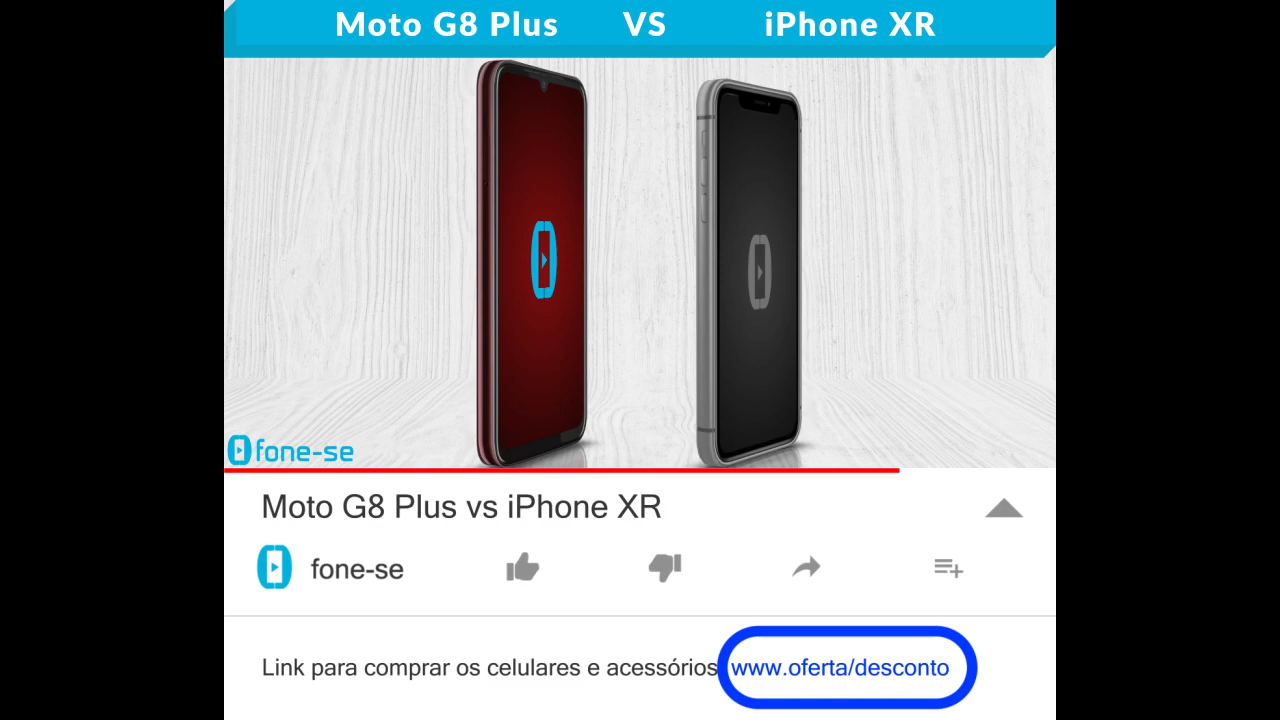 Moto G8 Plus VS iPhone XR
fone-se
Moto G8 Plus vs iPhone XR
fone-se
Link para comprar os celulares e acessórios www.oferta/desconto